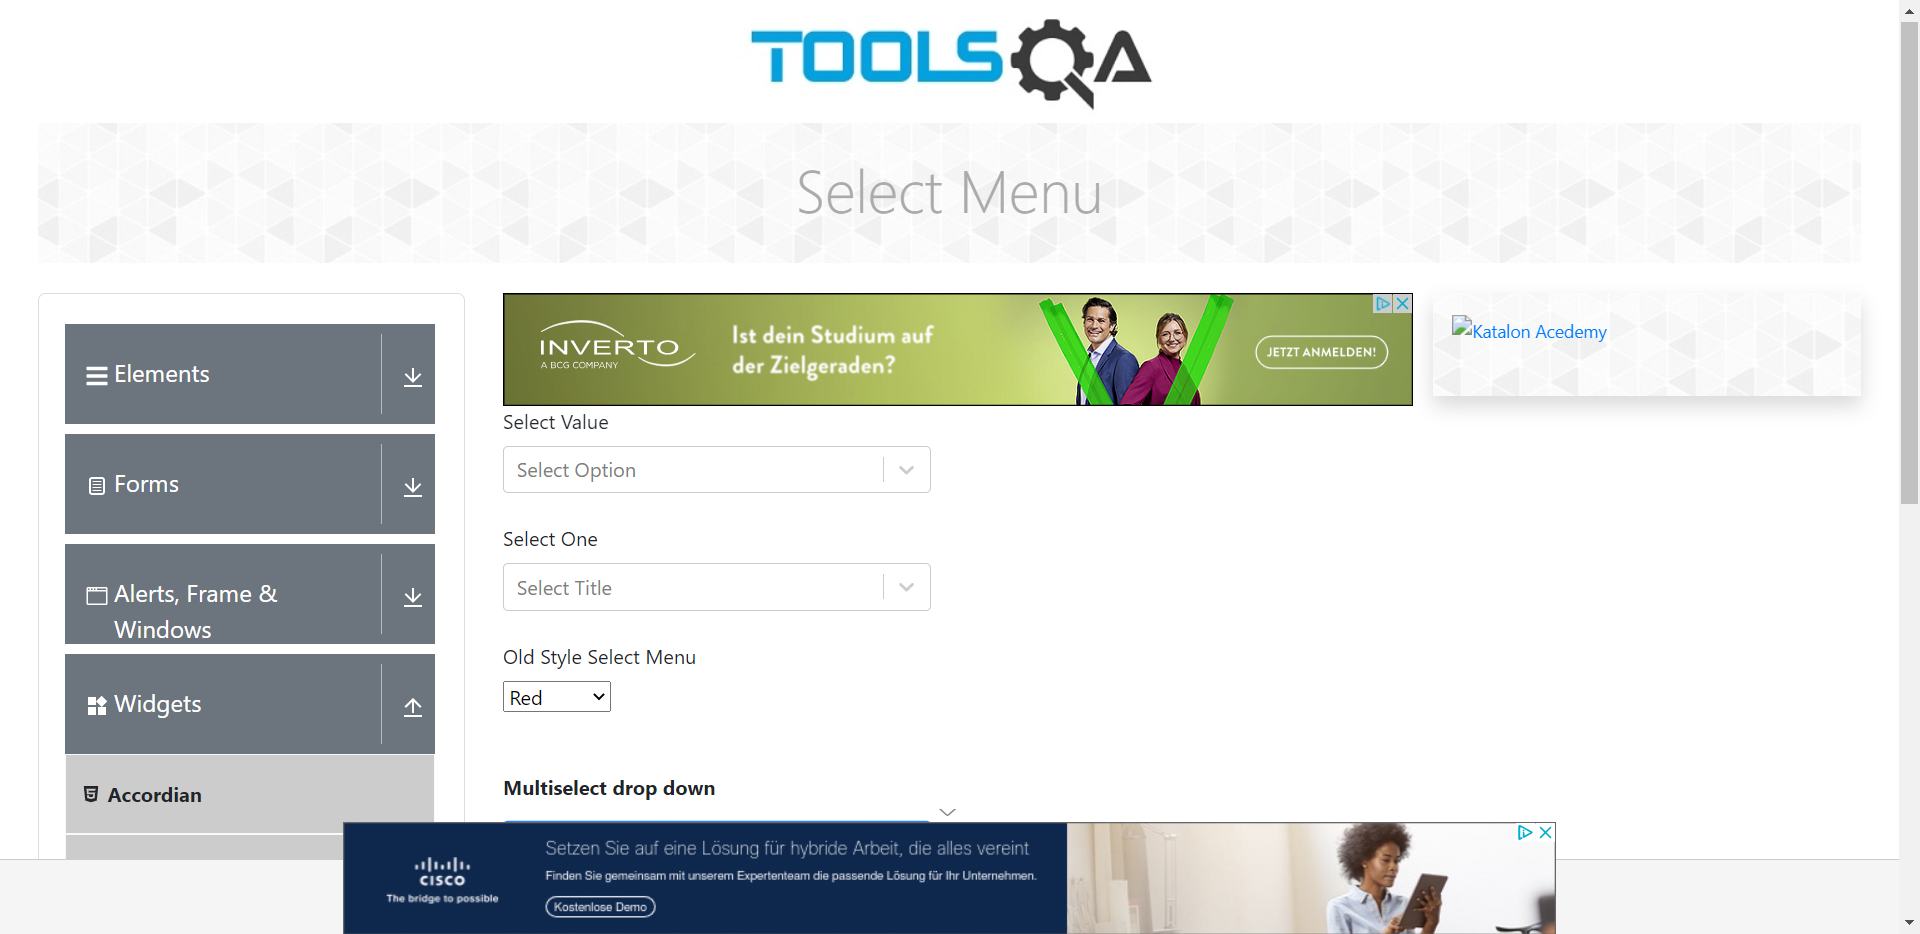 TOOLSQA
Select Menu
Elements
Forms
Alerts, Frame &
Windows
Widgets
Accordian
INVERTO
A BCG COMPANY
Ist dein Studium auf
der Zielgeraden?
JETZT ANMELDEN!
Select Value
Select Option
Select One
Select Title
Old Style Select Menu
Red
Multiselect drop down
Katalon Acedemy
CISCO
The bridge to possible
Setzen Sie auf eine Lösung für hybride Arbeit, die alles vereint
Finden Sie gemeinsam mit unserem Expertenteam die passende Lösung für Ihr Unternehmen.
Kostenlose Demo